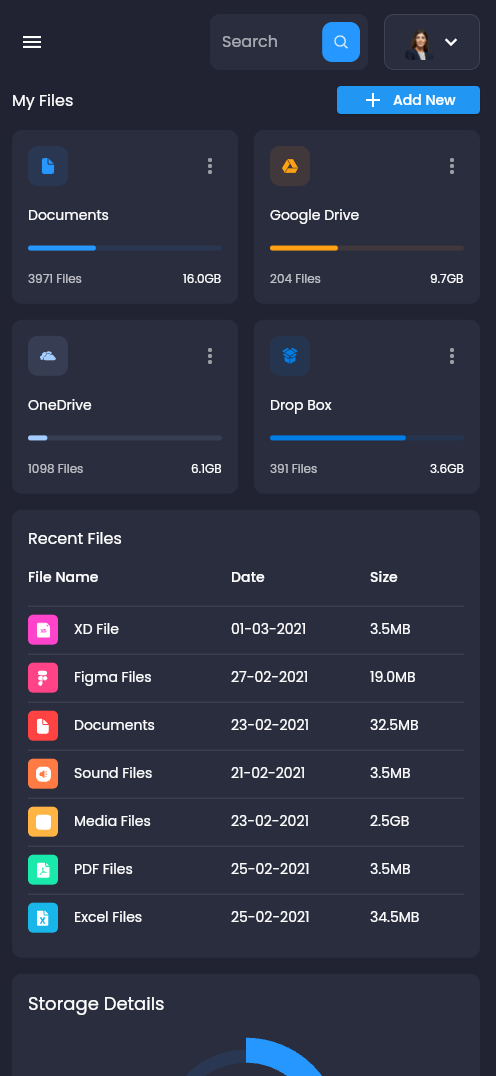 Search
My Files
Add New
Documents
3971 Files 16.0GB
Google Drive
204 Files 9.7GB
OneDrive
1098 Files 6.1GB
Drop Box
391 Files 3.6GB
Recent Files
File Name Date Size
XD File 01-03-2021 3.5MB
Figma Files 27-02-2021 19.0MB
Documents 23-02-2021 32.5MB
Sound Files 21-02-2021 3.5MB
Media Files 23-02-2021 2.5GB
PDF Files 25-02-2021 3.5MB
Excel Files 25-02-2021 34.5MB
Storage Details